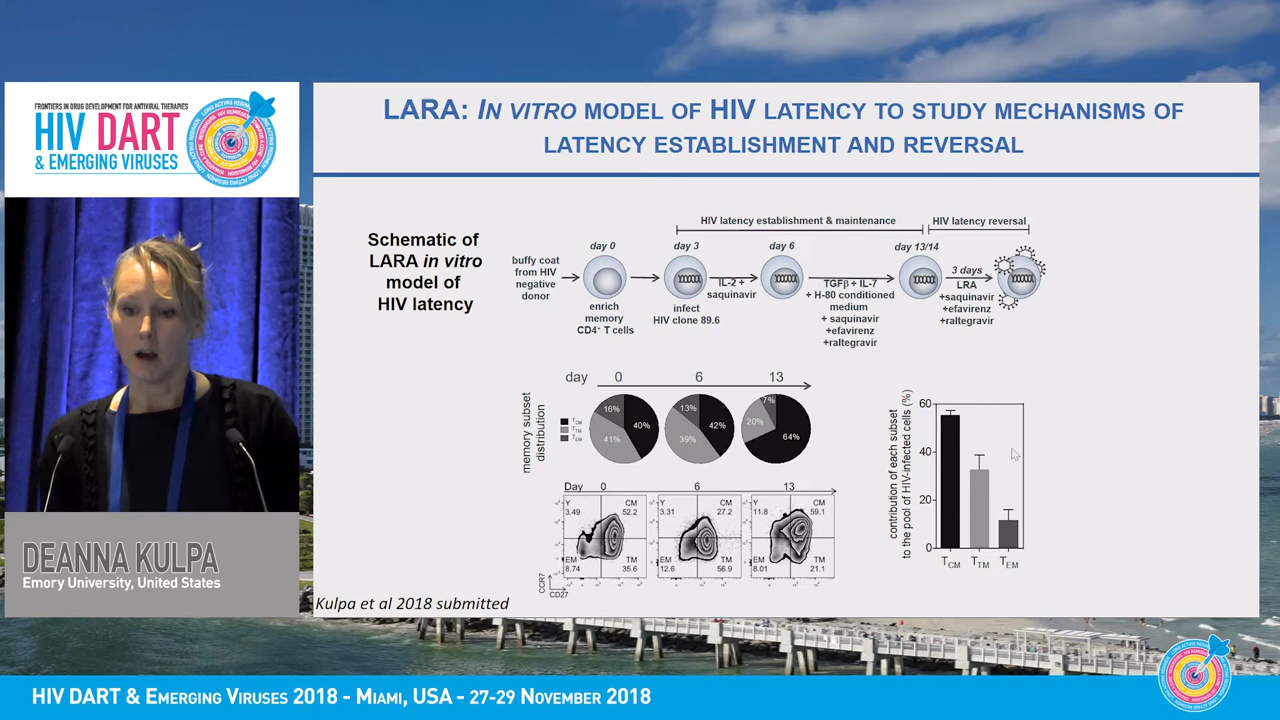 FRONTIERS IN DRUG DEVELOPMENT FOR ANTIVIRAL THERAPIES
HIV DART
& EMERGING VIRUSES
LARA: IN VITRO MODEL OF HIV LATENCY TO STUDY MECHANISMS OF
LATENCY ESTABLISHMENT AND REVERSAL
Schematic of
LARA in vitro
model of
HIV latency
HIV latency establishment & maintenance
HIV latency reversal
buffy coat
from HIV
negative
donor
day 0
enrich
memory
CD4+ T cells
day 3
infect
HIV clone 89.6
IL-2 +
saquinavir
day 6
TGFβ + IL-7
+ H-80 conditioned
medium
+ saquinavir
+efavirenz
+raltegravir
day 13/14
3 days
LRA
+saquinavir
+efavirenz
+raltegravir
day 0 6 13
memory subset
distribution
TCM
TTM
TEM
16% 40% 41%
13% 42% 39%
7% 20% 64%
Day 0 6 13
Y CM
3.49 52.2
EM TM
8.74 35.6
Y CM
3.31 27.2
EM TM
12.6 56.9
Y CM
11.8 59.1
EM TM
8.01 21.1
CCR7
CD27
contribution of each subset
to the pool of HIV-infected cells (%)
60
40
20
0
TCM TTM TEM
Kulpa et al 2018 submitted
DEANNA KULPA
Emory University, United States
HIV DART & EMERGING VIRUSES 2018 - MIAMI, USA - 27-29 NOVEMBER 2018